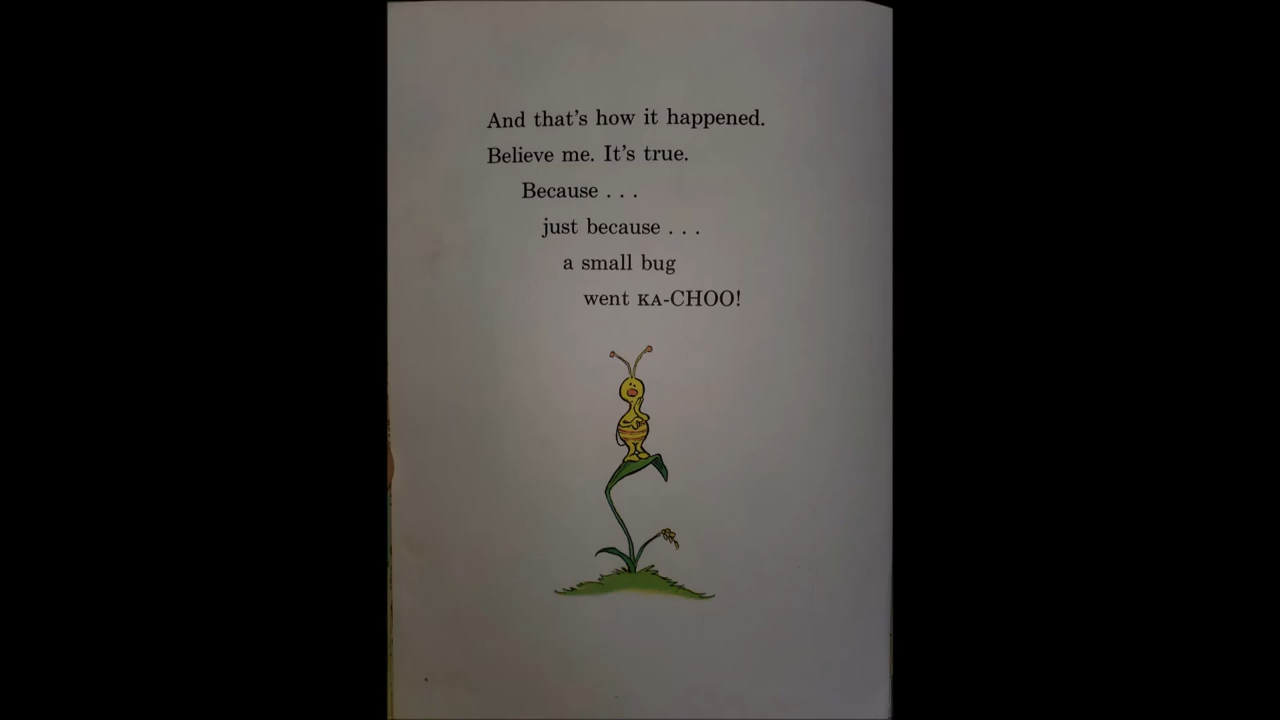 And that's how it happened.
Believe me. It's true.
Because . . .
just because . . .
a small bug
went KA-CHOO!